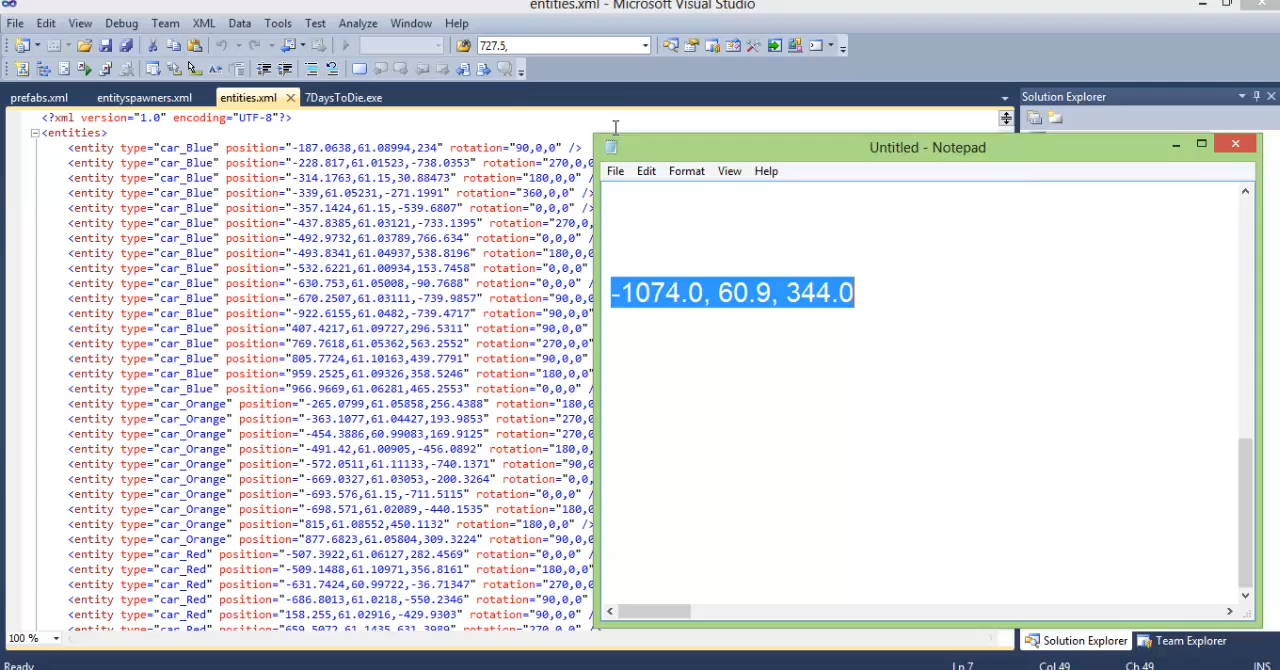 entities.xml - Microsoft Visual Studio
File Edit View Debug Team XML Data Tools Test Analyze Window Help
727.5,
prefabs.xml entityspawners.xml entities.xml 7DaysToDie.exe Solution Explorer
<?xml version="1.0" encoding="UTF-8"?>
<entities>
<entity type="car_Blue" position="-187.0638,61.08994,234" rotation="90,0,0" />
<entity type="car_Blue" position="-228.817,61.01523,-738.0353" rotation="270,0,
<entity type="car_Blue" position="-314.1763,61.15,30.88473" rotation="180,0,0"
<entity type="car_Blue" position="-339,61.05231,-271.1991" rotation="360,0,0" /
<entity type="car_Blue" position="-357.1424,61.15,-539.6807" rotation="0,0,0" />
<entity type="car_Blue" position="-437.8385,61.03121,-733.1395" rotation="270,0,
<entity type="car_Blue" position="-492.9732,61.03789,766.634" rotation="0,0,0" /
<entity type="car_Blue" position="-493.8341,61.04937,538.8196" rotation="180,0,0
<entity type="car_Blue" position="-532.6221,61.00934,153.7458" rotation="0,0,0"
<entity type="car_Blue" position="-630.753,61.05008,-90.7688" rotation="0,0,0"
<entity type="car_Blue" position="-670.2507,61.03111,-739.9857" rotation="90,0,
<entity type="car_Blue" position="-922.6155,61.0482,-739.4717" rotation="90,0,0
<entity type="car_Blue" position="407.4217,61.09727,296.5311" rotation="90,0,0"
<entity type="car_Blue" position="769.7618,61.05362,563.2552" rotation="270,0,0
<entity type="car_Blue" position="805.7724,61.10163,439.7791" rotation="90,0,0"
<entity type="car_Blue" position="959.2525,61.09326,358.5246" rotation="180,0,0
<entity type="car_Blue" position="966.9669,61.06281,465.2553" rotation="0,0,0"
<entity type="car_Orange" position="-265.0799,61.05858,256.4388" rotation="180,
<entity type="car_Orange" position="-363.1077,61.04427,193.9853" rotation="270,
<entity type="car_Orange" position="-454.3886,60.99083,169.9125" rotation="270,
<entity type="car_Orange" position="-491.42,61.00905,-456.0892" rotation="180,0,
<entity type="car_Orange" position="-572.0511,61.11133,-740.1371" rotation="90,
<entity type="car_Orange" position="-669.0327,61.03053,-200.3264" rotation="0,0,
<entity type="car_Orange" position="-693.576,61.15,-711.5115" rotation="0,0,0"
<entity type="car_Orange" position="-698.571,61.02089,-440.1535" rotation="180,
<entity type="car_Orange" position="815,61.08552,450.1132" rotation="180,0,0" />
<entity type="car_Orange" position="877.6823,61.05804,309.3224" rotation="90,0,
<entity type="car_Red" position="-507.3922,61.06127,282.4569" rotation="0,0,0"
<entity type="car_Red" position="-509.1488,61.10971,356.8161" rotation="180,0,0
<entity type="car_Red" position="-631.7424,60.99722,-36.71347" rotation="270,0,
<entity type="car_Red" position="-686.8013,61.0218,-550.2346" rotation="90,0,0
<entity type="car_Red" position="158.255,61.02916,-429.9303" rotation="90,0,0"
<entity type="car_Red" position="659.5072,61.1435,631.3989" rotation="270,0,0"
Untitled - Notepad
File Edit Format View Help
-1074.0, 60.9, 344.0
100 %
Solution Explorer Team Explorer
Ready Ln 7 Col 49 Ch 49 INS